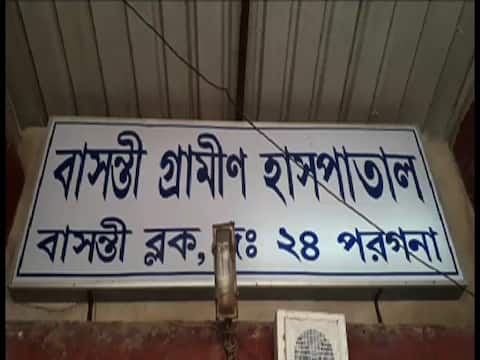 বাসন্তী গ্রামীণ হাসপাতাল
বাসন্তী ব্লক, দঃ ২৪ পরগনা